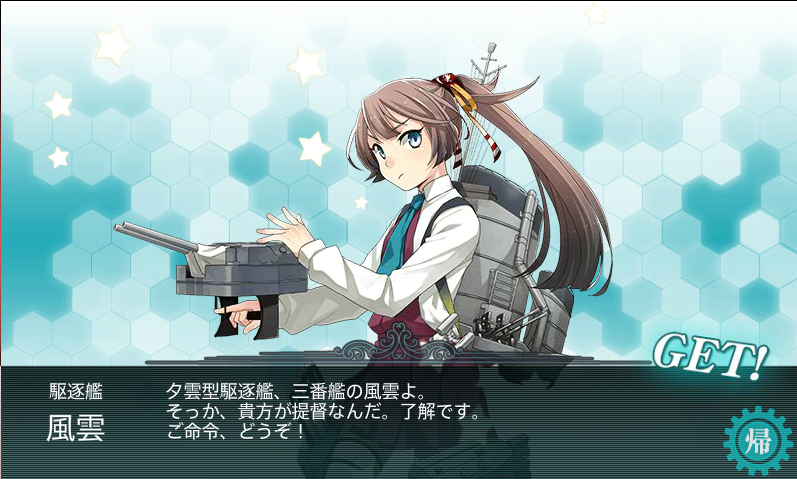 GET!
駆逐艦
風雲
夕雲型駆逐艦、三番艦の風雲よ。
そっか、貴方が提督なんだ。了解です。
ご命令、どうぞ!
帰